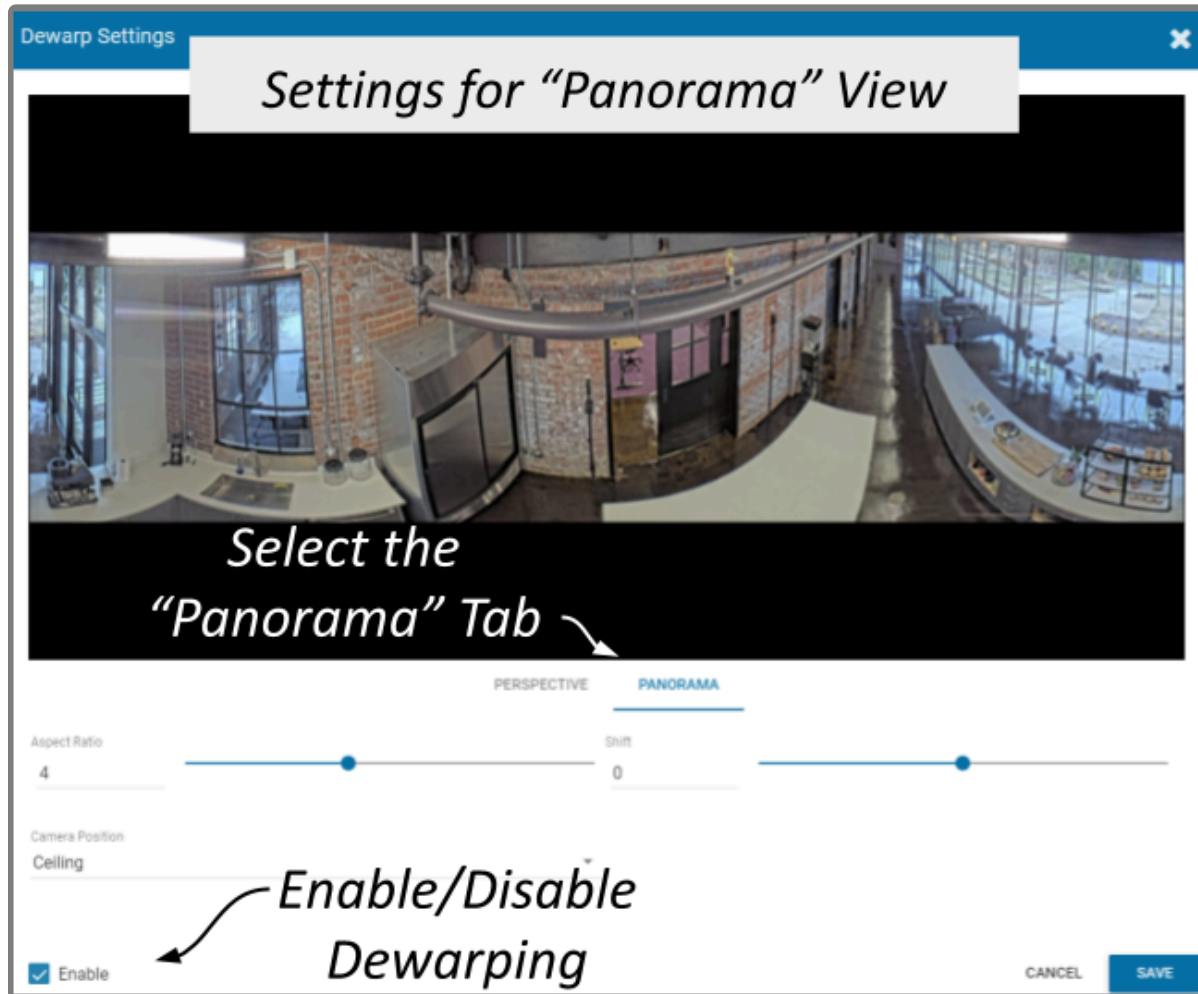 Dewarp Settings
Settings for “Panorama” View
Select the
“Panorama” Tab
PERSPECTIVE PANORAMA
Aspect Ratio
4
Shift
0
Camera Position
Ceiling
Enable/Disable
Dewarping
Enable
CANCEL SAVE